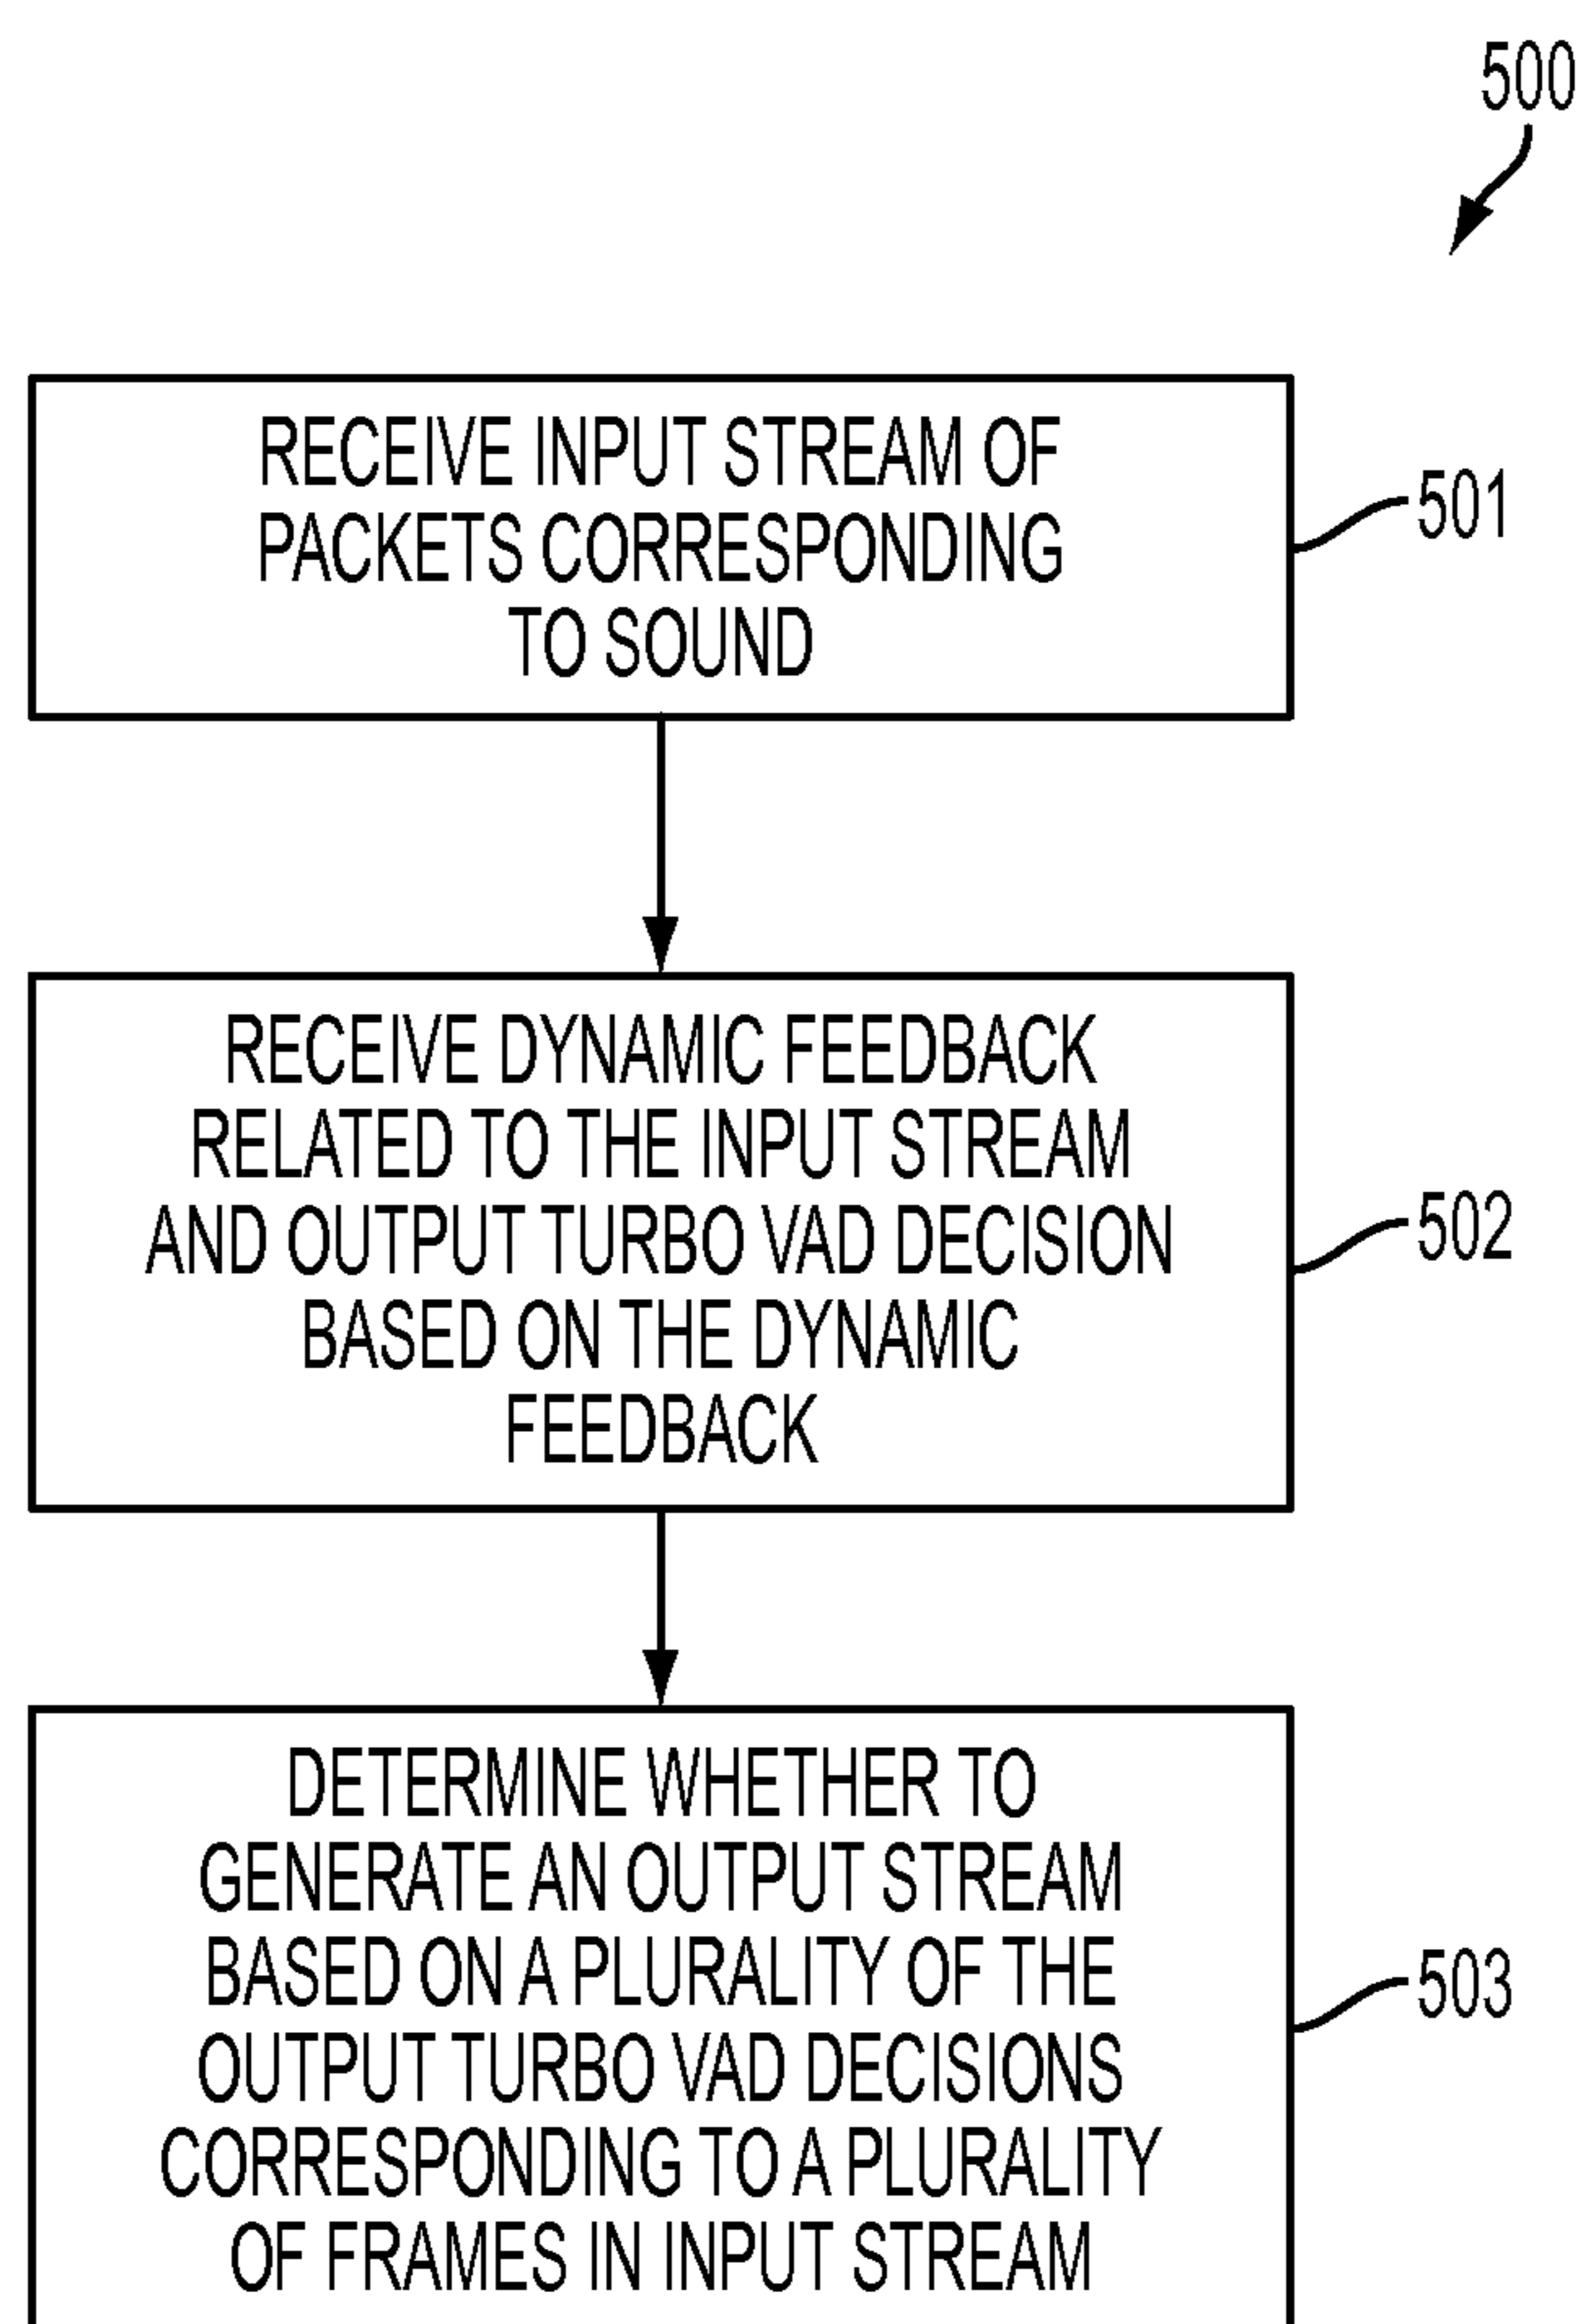 500
RECEIVE INPUT STREAM OF
PACKETS CORRESPONDING
TO SOUND
501
RECEIVE DYNAMIC FEEDBACK
RELATED TO THE INPUT STREAM
AND OUTPUT TURBO VAD DECISION
BASED ON THE DYNAMIC
FEEDBACK
502
DETERMINE WHETHER TO
GENERATE AN OUTPUT STREAM
BASED ON A PLURALITY OF THE
OUTPUT TURBO VAD DECISIONS
CORRESPONDING TO A PLURALITY
OF FRAMES IN INPUT STREAM
503